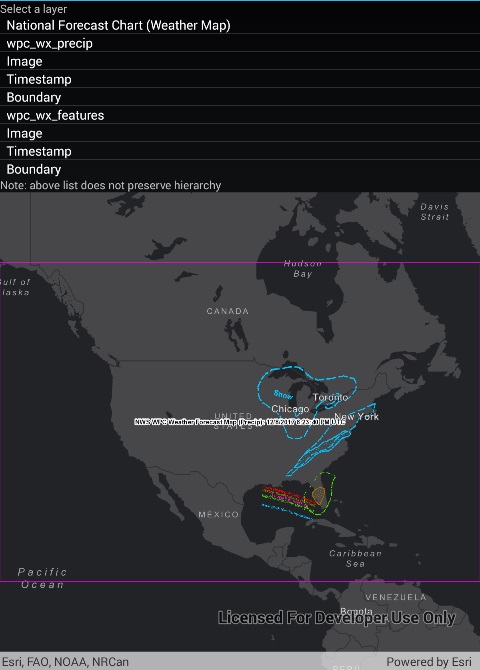 Select a layer
National Forecast Chart (Weather Map)
wpc_wx_precip
Image
Timestamp
Boundary
wpc_wx_features
Image
Timestamp
Boundary
Note: above list does not preserve hierarchy
Davis
Strait
Hudson
Bay
Gulf of
laska
CANADA
Snow
Toronto
Chicago
New York
UNITED
STATES
NWS WPC Weather Forecast Map (Precip):
MÉXICO
Caribbean
Sea
Pacific
Ocean
VENEZUELA
Bogota
Licensed For Developer Use Only
PERU
Esri, FAO, NOAA, NRCan
Powered by Esri